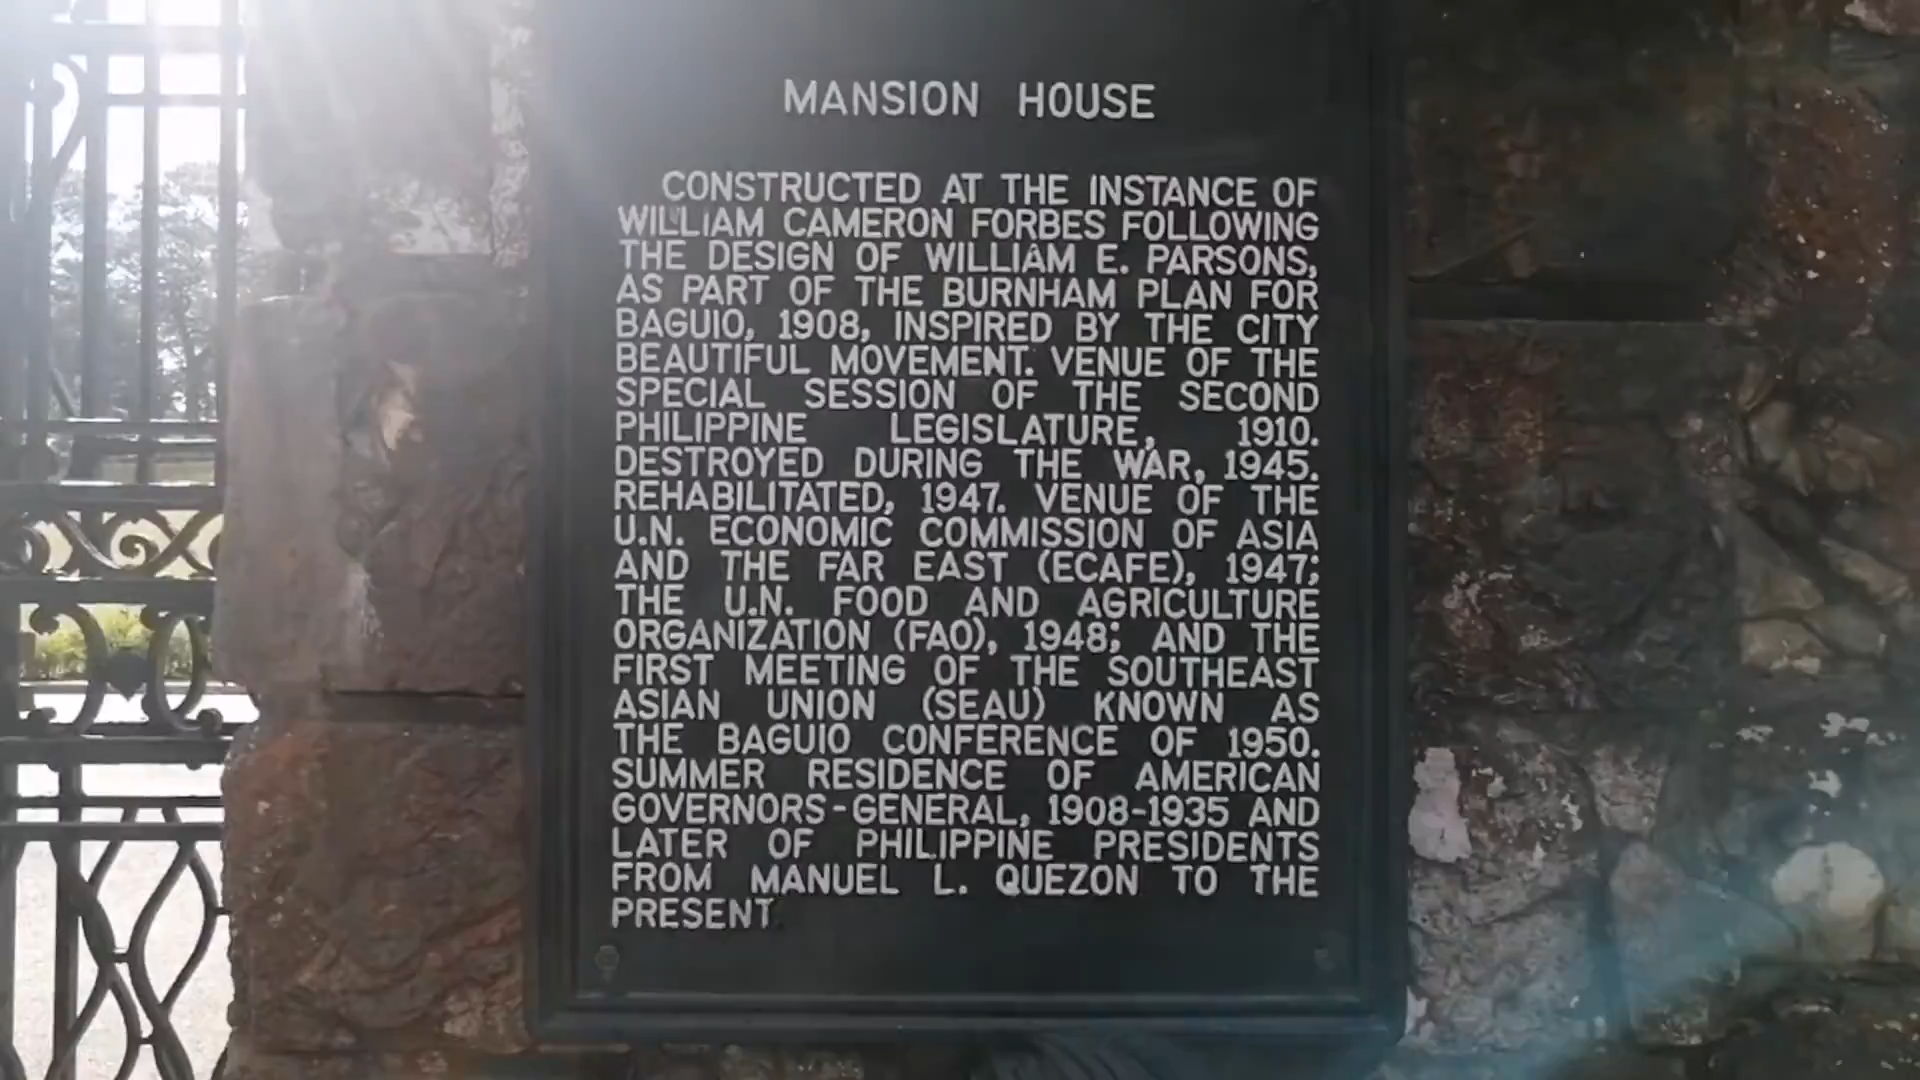 MANSION HOUSE
CONSTRUCTED AT THE INSTANCE OF
WILLIAM CAMERON FORBES FOLLOWING
THE DESIGN OF WILLIAM E. PARSONS,
AS PART OF THE BURNHAM PLAN FOR
BAGUIO, 1908, INSPIRED BY THE CITY
BEAUTIFUL MOVEMENT. VENUE OF THE
SPECIAL SESSION OF THE SECOND
PHILIPPINE LEGISLATURE, 1910.
DESTROYED DURING THE WAR, 1945.
REHABILITATED, 1947. VENUE OF THE
U.N. ECONOMIC COMMISSION OF ASIA
AND THE FAR EAST (ECAFE), 1947;
THE U.N. FOOD AND AGRICULTURE
ORGANIZATION (FAO), 1948; AND THE
FIRST MEETING OF THE SOUTHEAST
ASIAN UNION (SEAU) KNOWN AS
THE BAGUIO CONFERENCE OF 1950.
SUMMER RESIDENCE OF AMERICAN
GOVERNORS-GENERAL, 1908-1935 AND
LATER OF PHILIPPINE PRESIDENTS
FROM MANUEL L. QUEZON TO THE
PRESENT